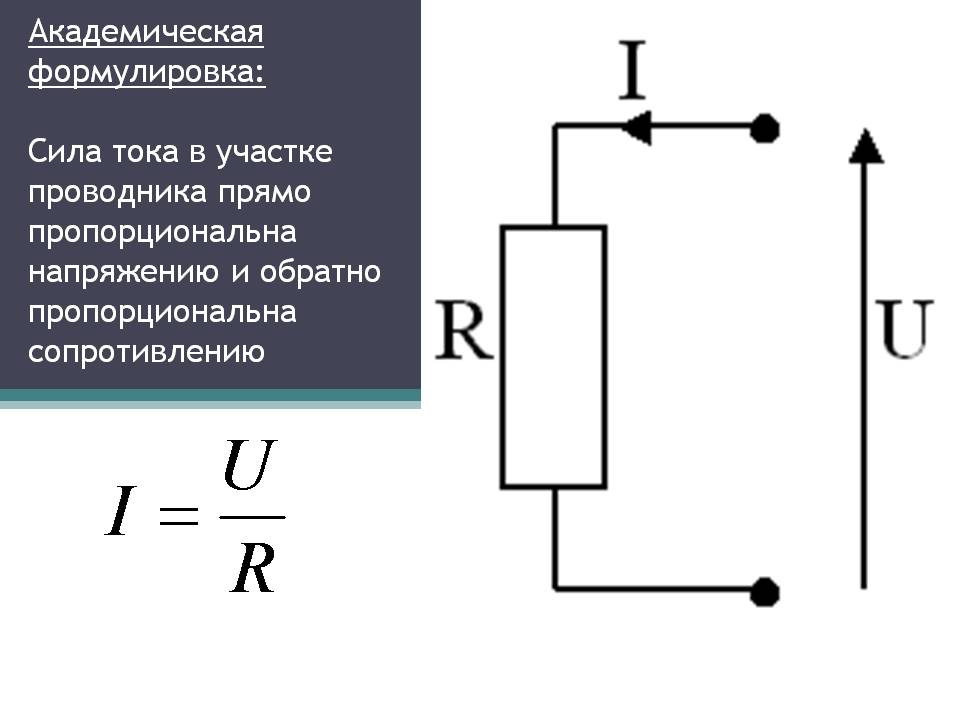 Академическая
формулировка:
Сила тока в участке
проводника прямо
пропорциональна
напряжению и обратно
пропорциональна
сопротивлению
I = U/R
I
R
U